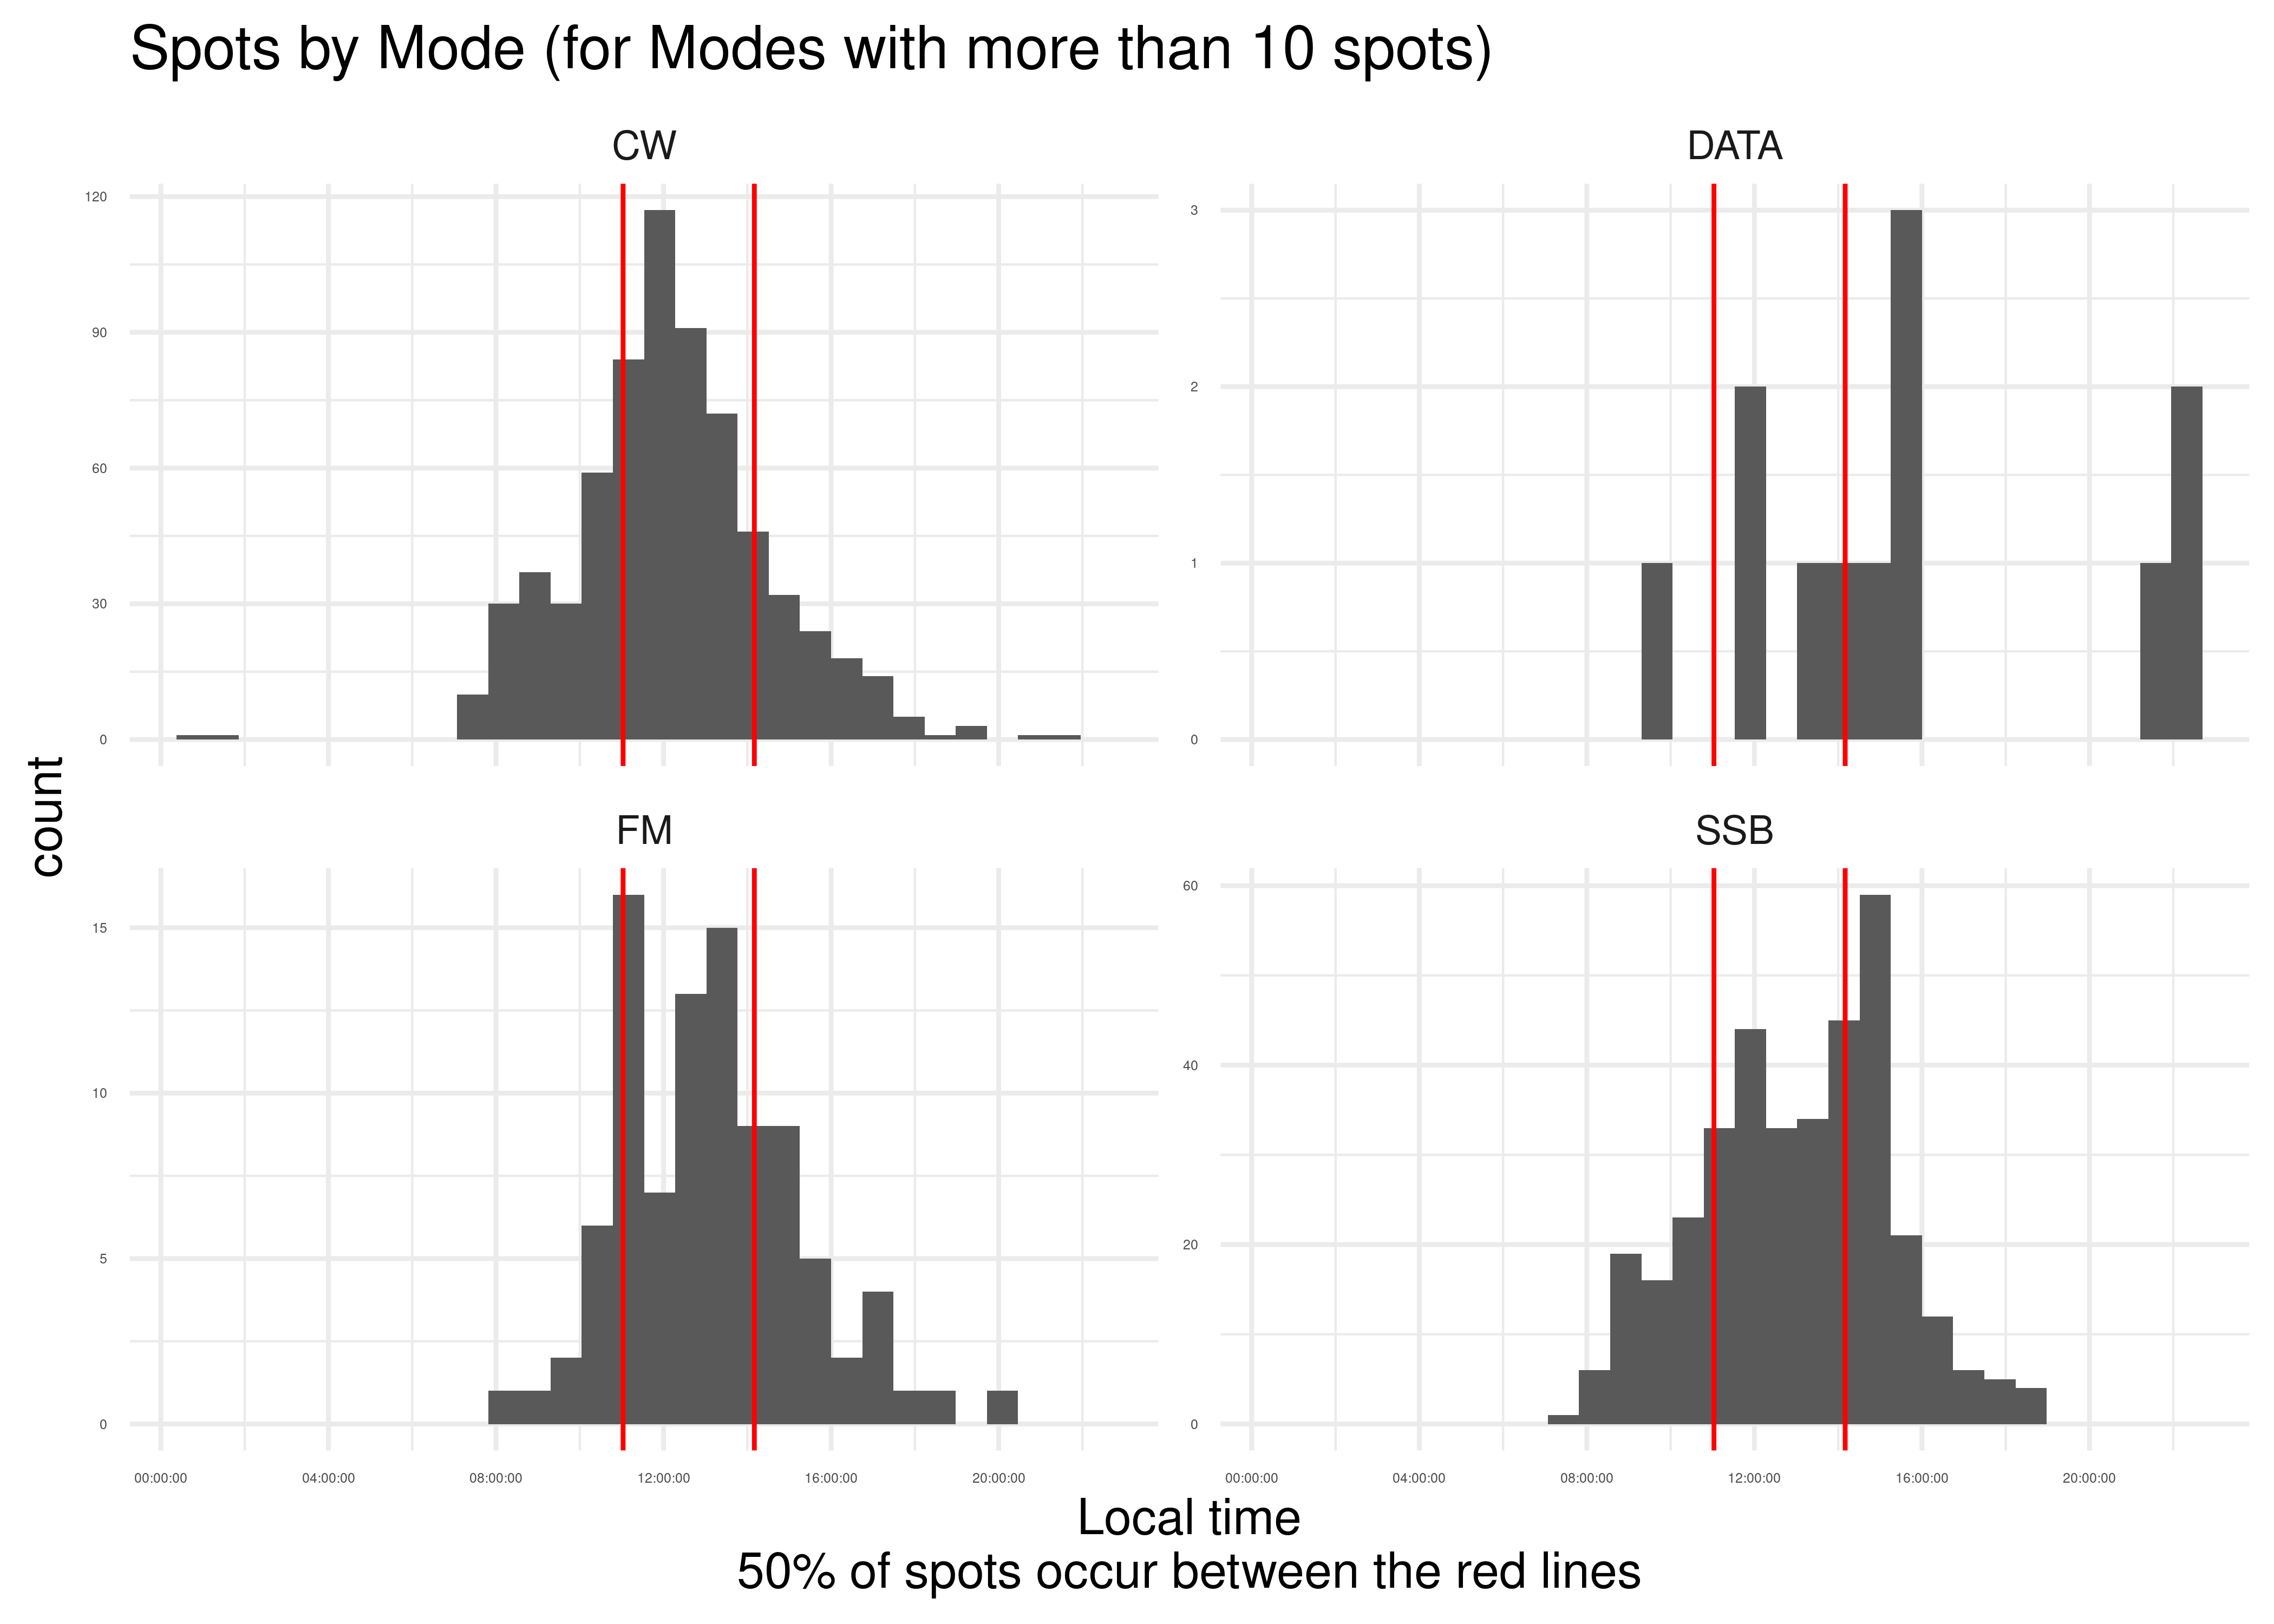 Spots by Mode (for Modes with more than 10 spots)
CW
DATA
120
90
60
30
0
3
2
1
0
count
FM
SSB
15
10
5
0
60
40
20
0
00:00:00 04:00:00 08:00:00 12:00:00 16:00:00 20:00:00
00:00:00 04:00:00 08:00:00 12:00:00 16:00:00 20:00:00
Local time
50% of spots occur between the red lines